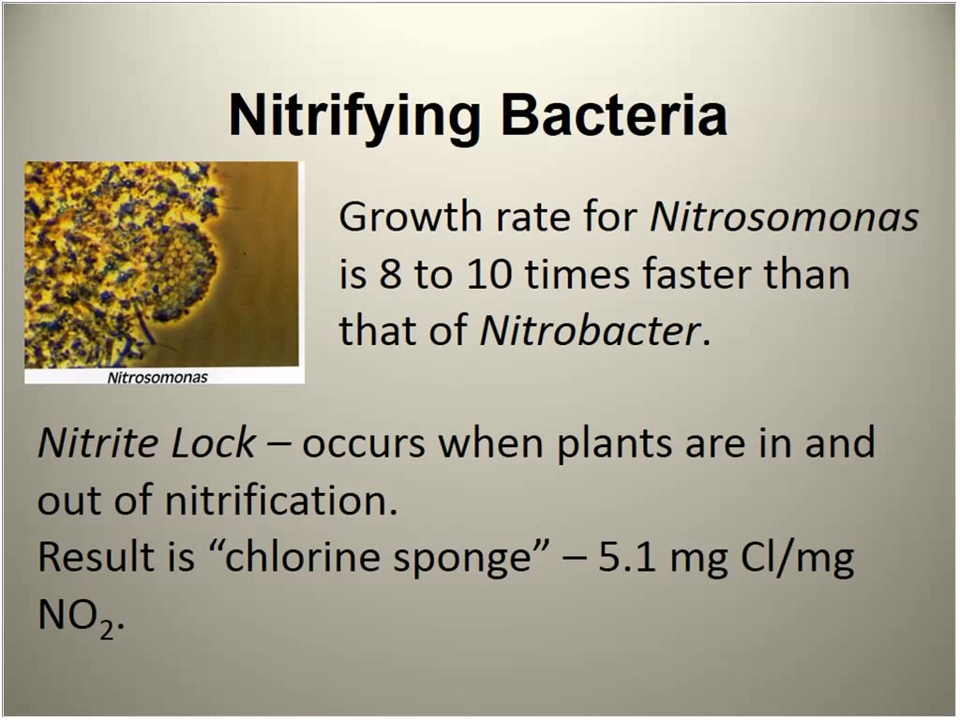 Nitrifying Bacteria
Growth rate for Nitrosomonas
is 8 to 10 times faster than
that of Nitrobacter.
Nitrosomonas
Nitrite Lock – occurs when plants are in and
out of nitrification.
Result is “chlorine sponge” – 5.1 mg Cl/mg
NO₂.